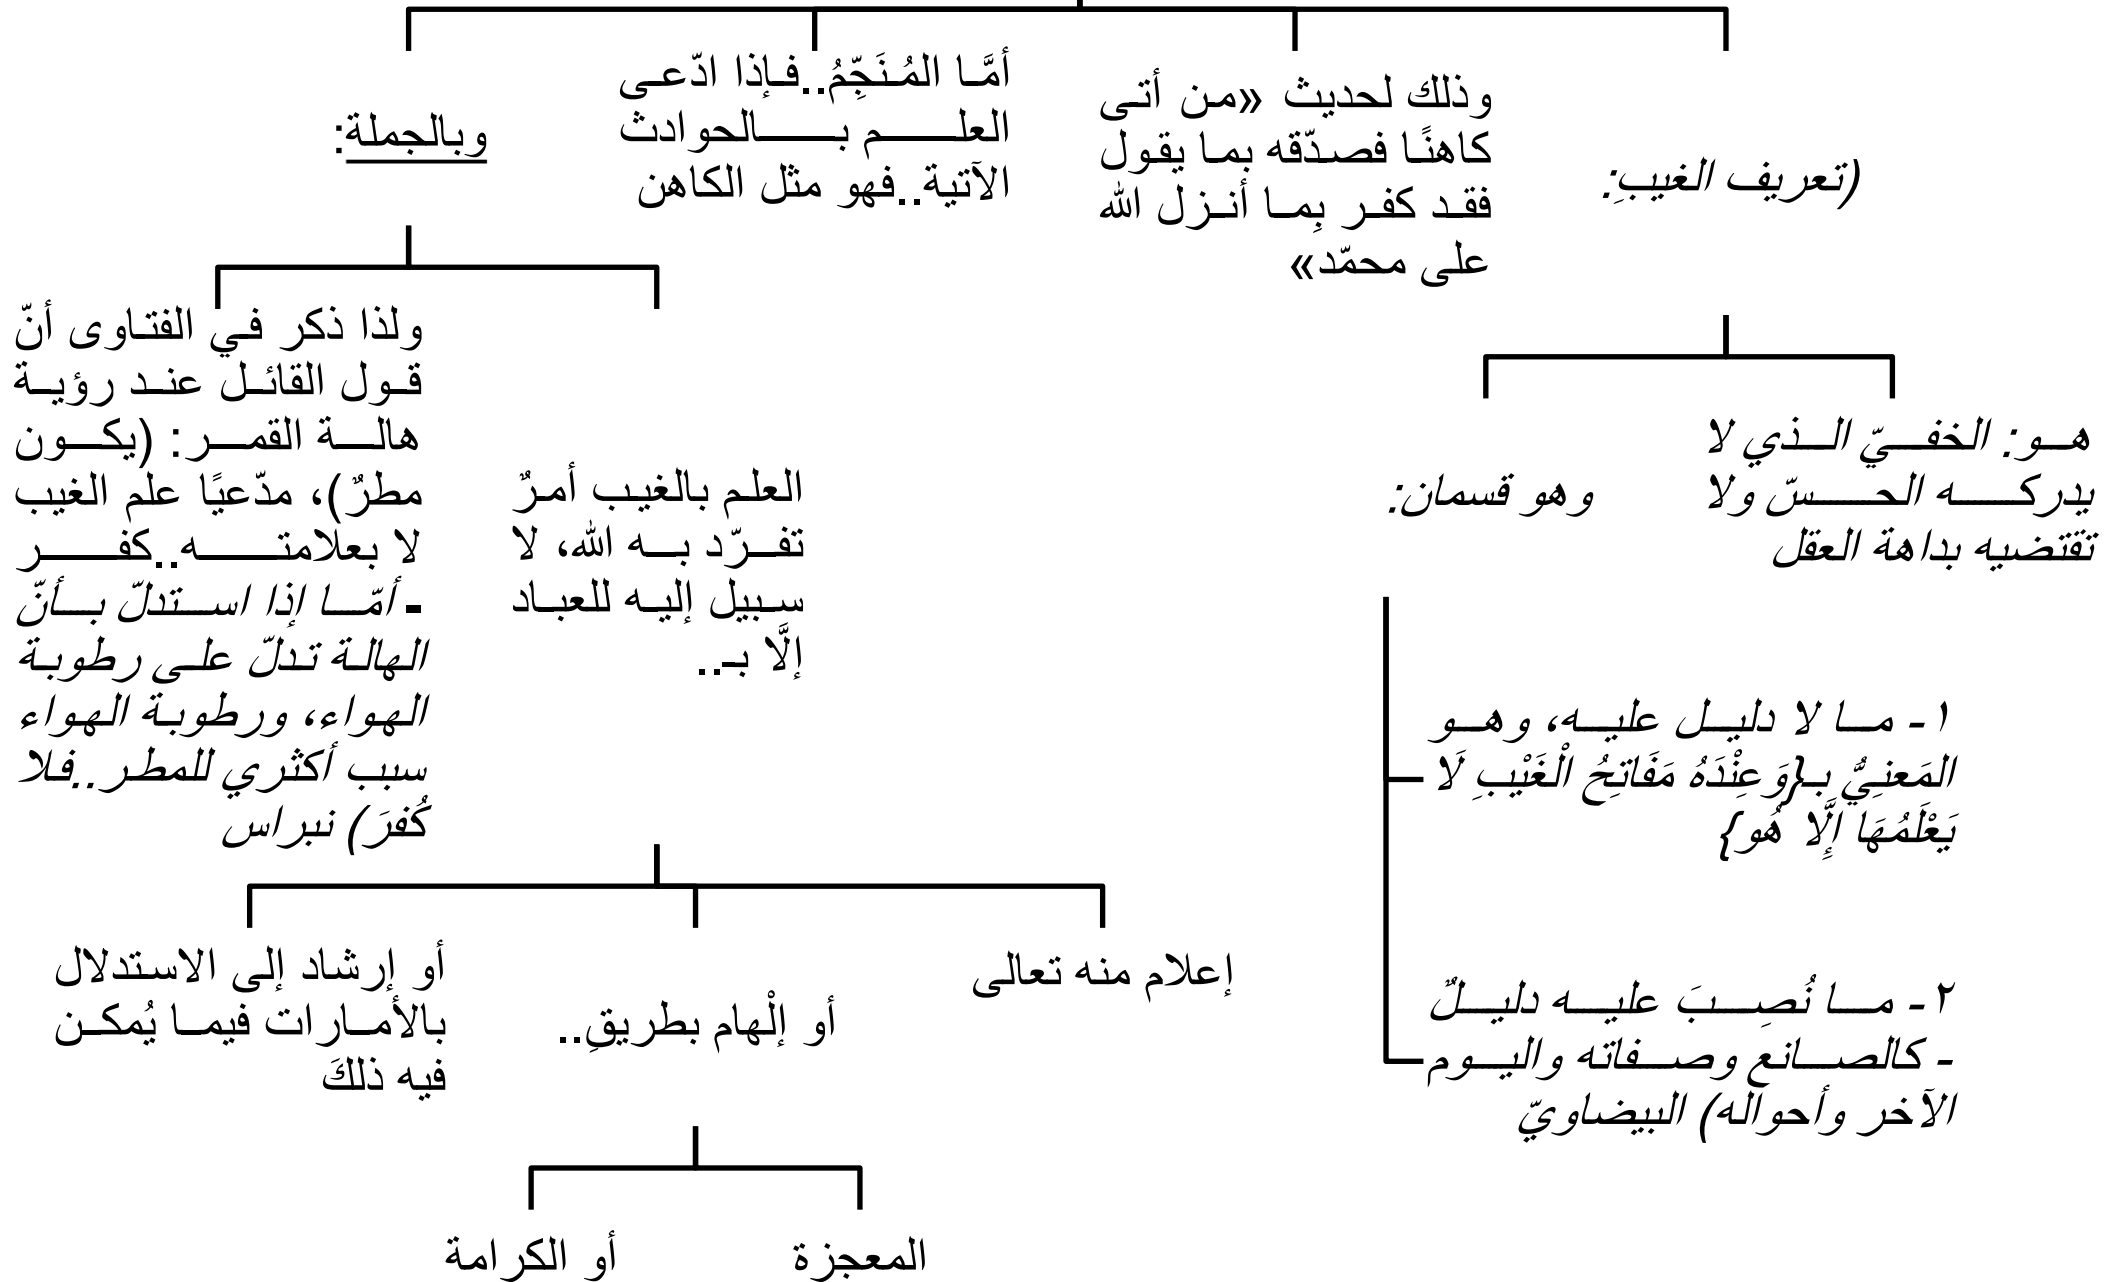 (تعريف الغيبِ:
وذلك لحديث «من أتى
كاهنًا فصدّقه بما يقول
فقد كفر بِما أنزل الله
على محمّد»
أمَّا المُنَجِّمُ..فإذا ادّعى
العلم بالحوادث
الآتية..فهو مثل الكاهن
وبالجملة:
هو: الخفيّ الذي لا
يدركه الحسّ ولا
تقتضيه بداهة العقل
وهو قسمان:
١- ما لا دليل عليه، وهو
المَعنِيُّ بـ{وَعِنْدَهُ مَفَاتِحُ الْغَيْبِ لَا
يَعْلَمُهَا إِلَّا هُو}
٢- ما نُصِبَ عليه دليلٌ
- كالصانع وصفاته واليوم
الآخر وأحواله) البيضاويّ
العلم بالغيب أمرٌ
تفرّد به الله، لا
سبيل إليه للعباد
إلَّا بـ..
ولذا ذكر في الفتاوى أنّ
قول القائل عند رؤية
هالة القمر: (يكون
مطرٌ)، مدّعيًا علم الغيب
لا بعلامته..كفر
- أمّا إذا استدلّ بأنّ
الهالة تدلّ على رطوبة
الهواء، ورطوبة الهواء
سبب أكثري للمطر..فلا
كُفرَ) نبراس
إعلام منه تعالى
أو إلْهام بطريقِ..
أو إرشاد إلى الاستدلال
بالأمارات فيما يُمكن
فيه ذلكَ
المعجزة
أو الكرامة